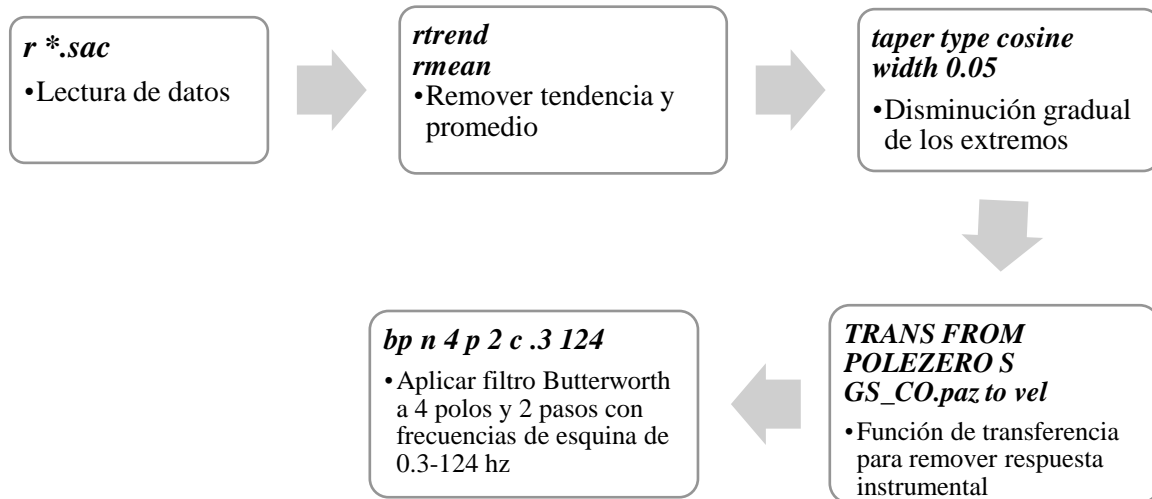 r *.sac
•Lectura de datos
rtrend
rmean
•Remover tendencia y
promedio
taper type cosine
width 0.05
•Disminución gradual
de los extremos
TRANS FROM
POLEZERO S
GS_CO.paz to vel
•Función de transferencia
para remover respuesta
instrumental
bp n 4 p 2 c .3 124
•Aplicar filtro Butterworth
a 4 polos y 2 pasos con
frecuencias de esquina de
0.3-124 hz